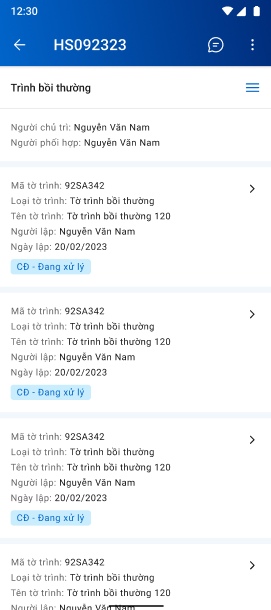 12:30
HS092323
Trình bồi thường
Người chủ trì: Nguyễn Văn Nam
Người phối hợp: Nguyễn Văn Nam
Mã tờ trình: 92SA342
Loại tờ trình: Tờ trình bồi thường
Tên tờ trình: Tờ trình bồi thường 120
Người lập: Nguyễn Văn Nam
Ngày lập: 20/02/2023
CĐ - Đang xử lý
Mã tờ trình: 92SA342
Loại tờ trình: Tờ trình bồi thường
Tên tờ trình: Tờ trình bồi thường 120
Người lập: Nguyễn Văn Nam
Ngày lập: 20/02/2023
CĐ - Đang xử lý
Mã tờ trình: 92SA342
Loại tờ trình: Tờ trình bồi thường
Tên tờ trình: Tờ trình bồi thường 120
Người lập: Nguyễn Văn Nam
Ngày lập: 20/02/2023
CĐ - Đang xử lý
Mã tờ trình: 92SA342
Loại tờ trình: Tờ trình bồi thường
Tên tờ trình: Tờ trình bồi thường 120
Người lập: Nguyễn Văn Nam